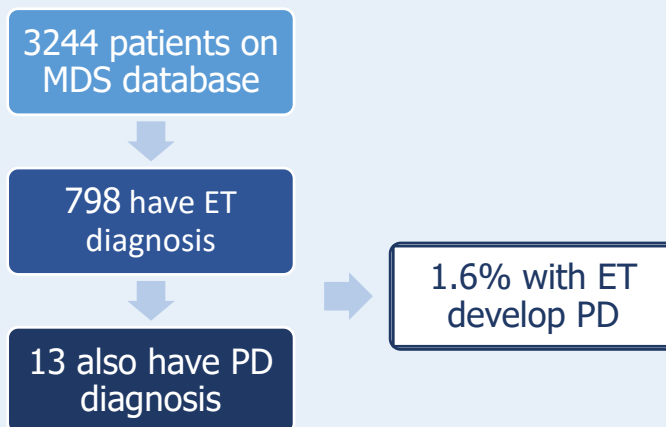 3244 patients on
MDS database
798 have ET
diagnosis
13 also have PD
diagnosis
1.6% with ET
develop PD